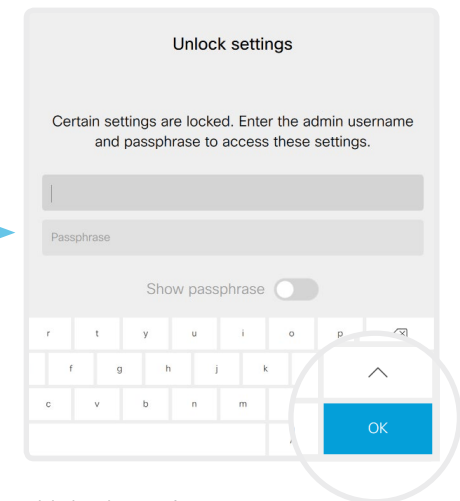 Unlock settings
Certain settings are locked. Enter the admin username
and passphrase to access these settings.
Passphrase
Show passphrase
r t y u i o p
f g h j k
c v b n m
OK